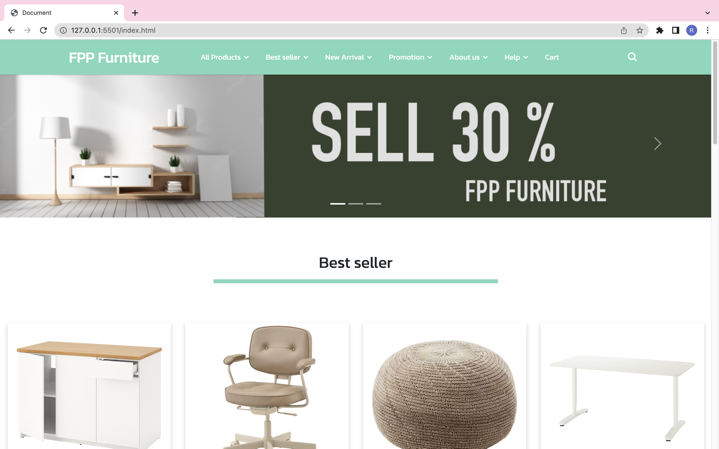 Document
127.0.0.1:5501/index.html
R
FPP Furniture
All Products
Best seller
New Arrival
Promotion
About us
Help
Cart
SELL 30 %
FPP FURNITURE
Best seller